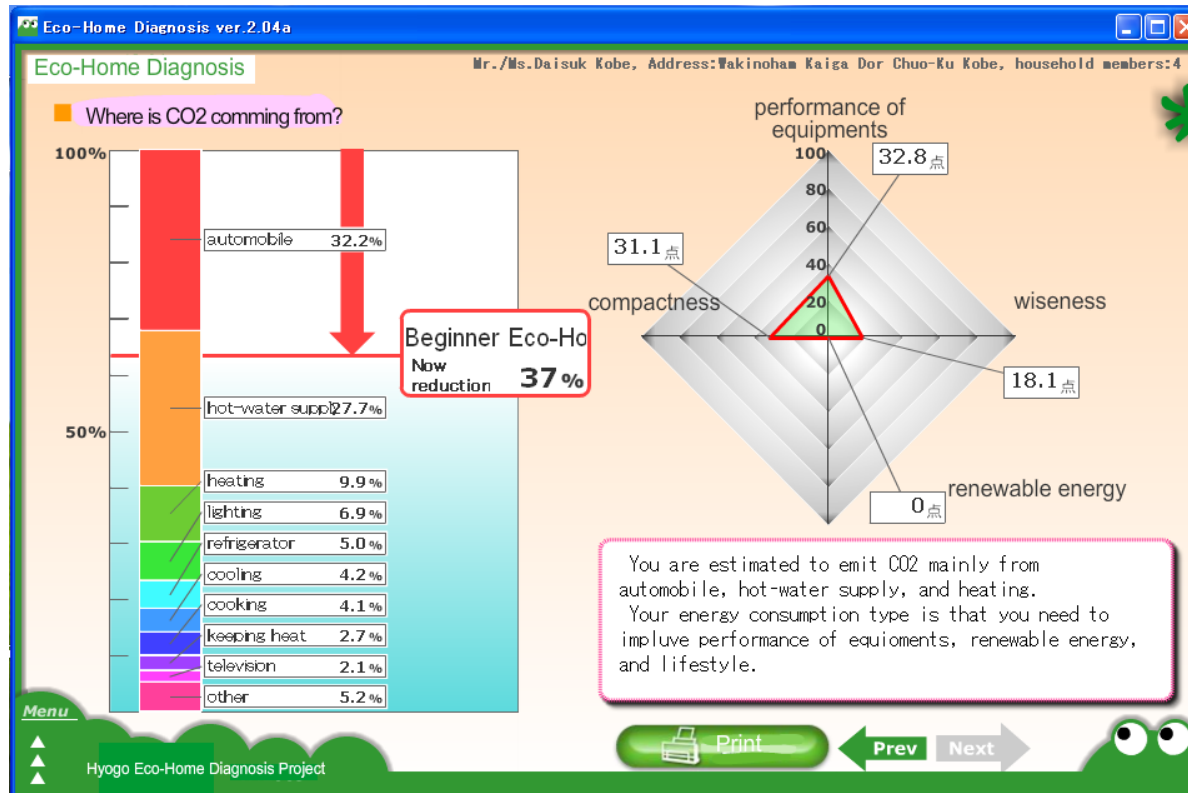 Eco-Home Diagnosis ver.2.04a
Eco-Home Diagnosis
Mr./Ms.Daisuk Kobe, Address:Wakinoham Kaiga Dor Chuo-Ku Kobe, household members:4
Where is CO2 comming from?
100%
50%
automobile 32.2%
hot-water supply 27.7%
heating 9.9%
lighting 6.9%
refrigerator 5.0%
cooling 4.2%
cooking 4.1%
keeping heat 2.7%
television 2.1%
other 5.2%
Beginner Eco-Ho
Now
reduction 37%
performance of
equipments
100
80
60
40
20
0
32.8点
31.1点
compactness
wiseness
18.1点
renewable energy
0点
You are estimated to emit CO2 mainly from
automobile, hot-water supply, and heating.
Your energy consumption type is that you need to
impluve performance of equioments, renewable energy,
and lifestyle.
Menu
Hyogo Eco-Home Diagnosis Project
Print
Prev
Next